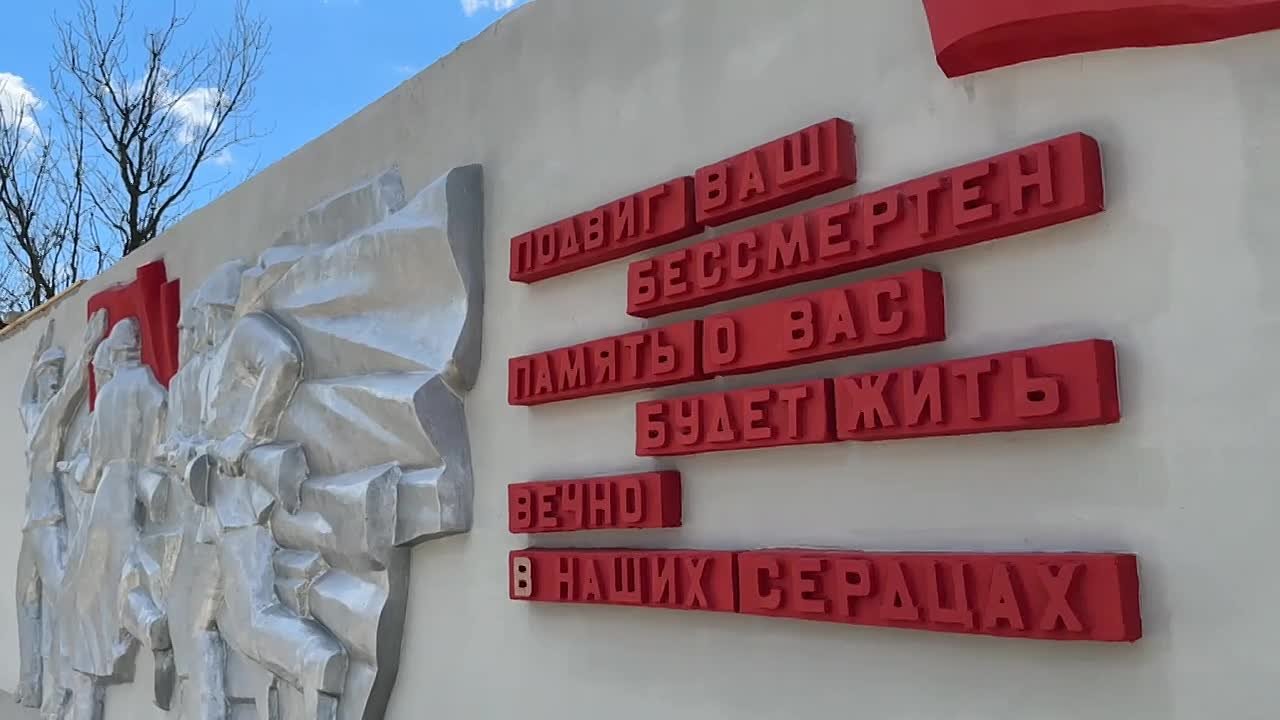 ПОДВИГ ВАШ
БЕССМЕРТЕН
ПАМЯТЬ О ВАС
БУДЕТ ЖИТЬ
ВЕЧНО
В НАШИХ СЕРДЦАХ